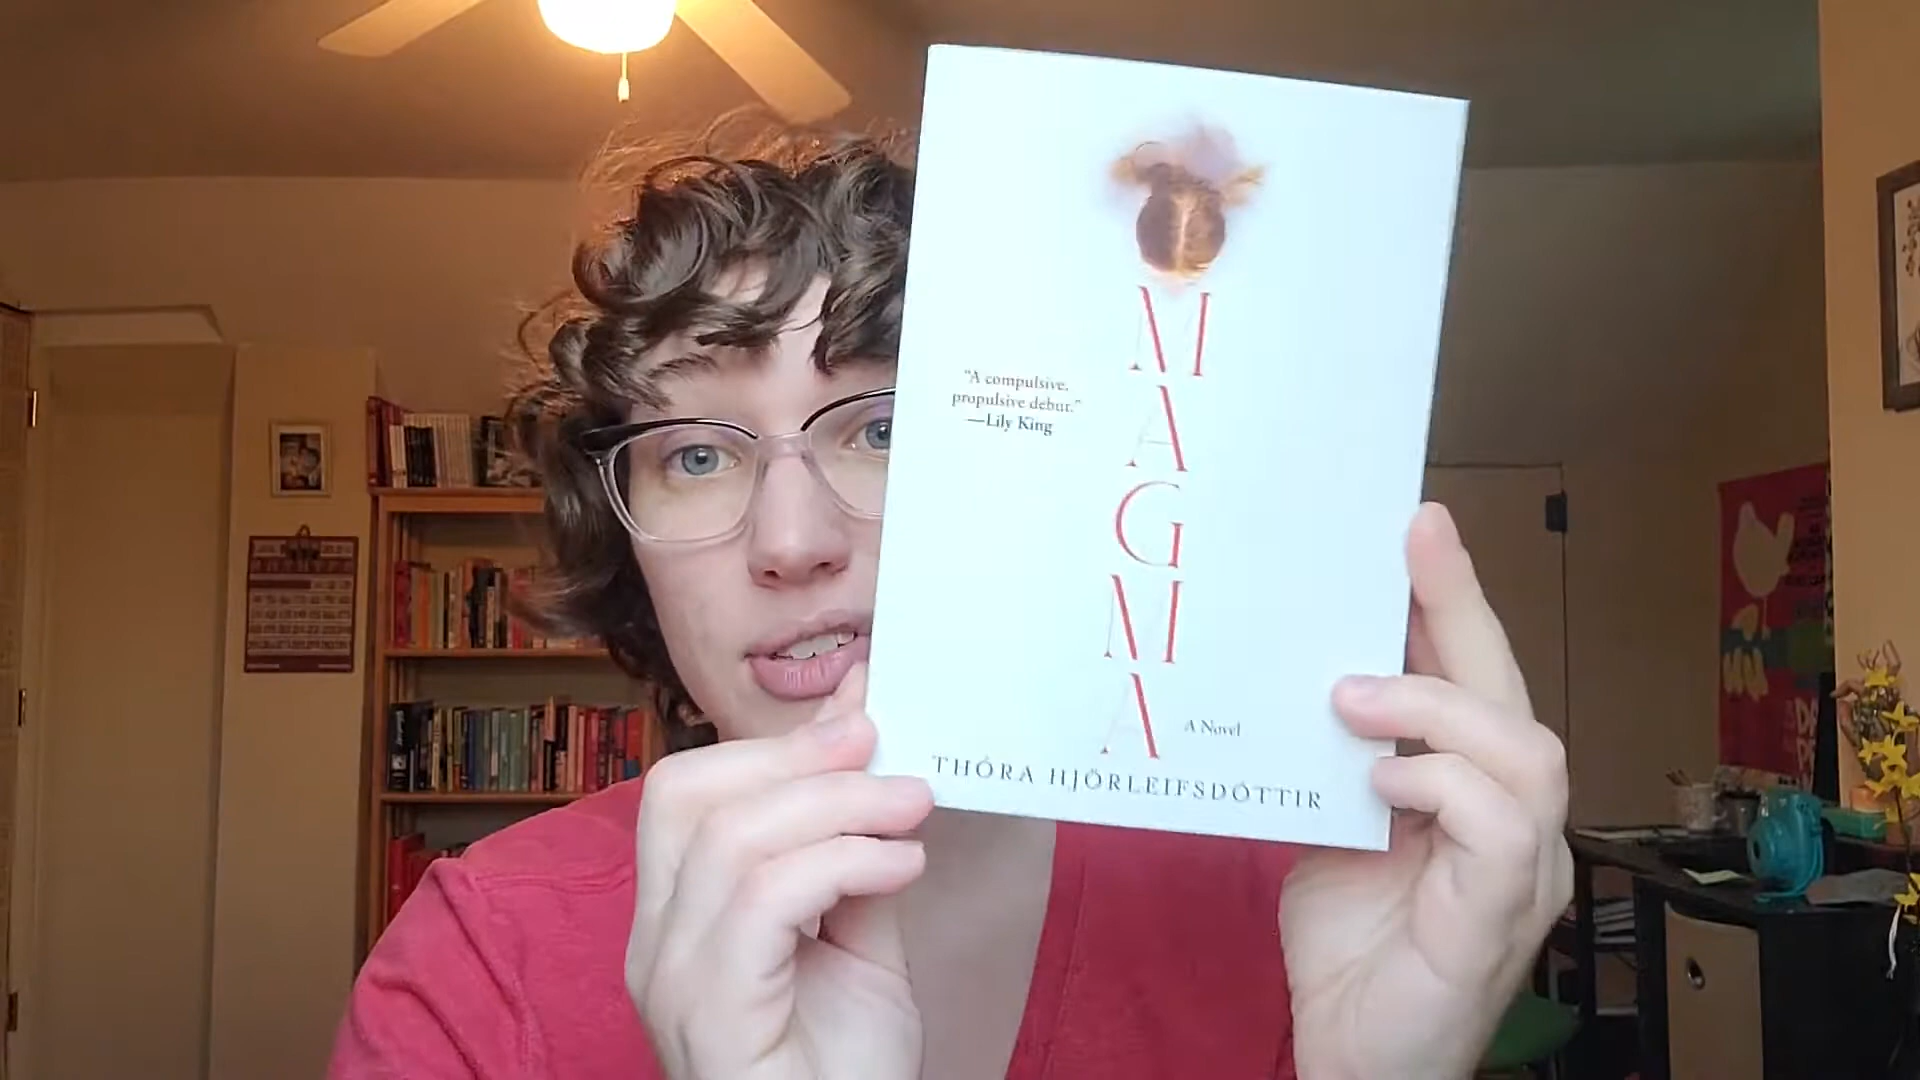 "A compulsive,
propulsive debut."
—Lily King
MAGMA
A Novel
THÓRA HJÖRLEIFSDÓTTIR